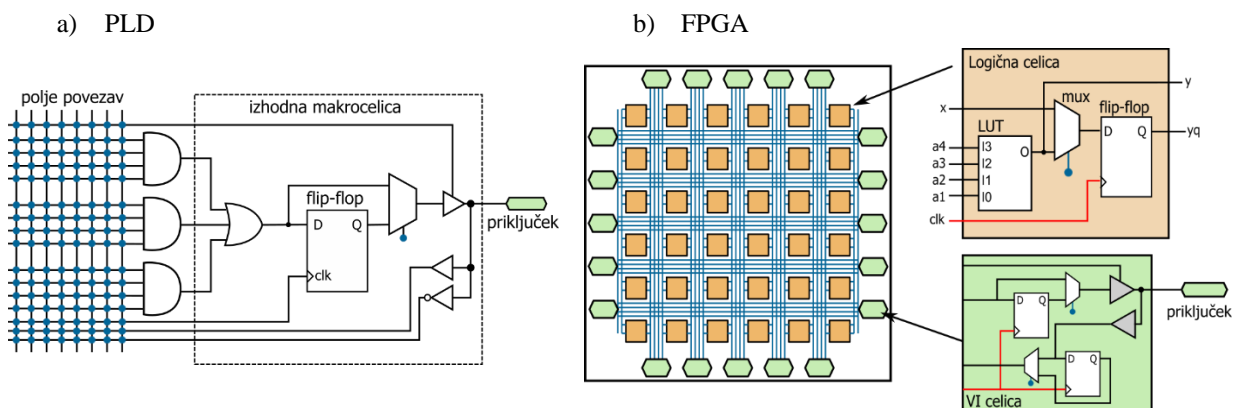 a) PLD
polje povezav
izhodna makrocelica
flip-flop
D Q
clk
priključek
b) FPGA
Logična celica
mux
y
x
flip-flop
LUT
D Q
yq
a4 I3
O
a3 I2
a2 I1
a1 I0
clk
D Q
priključek
D Q
VI celica